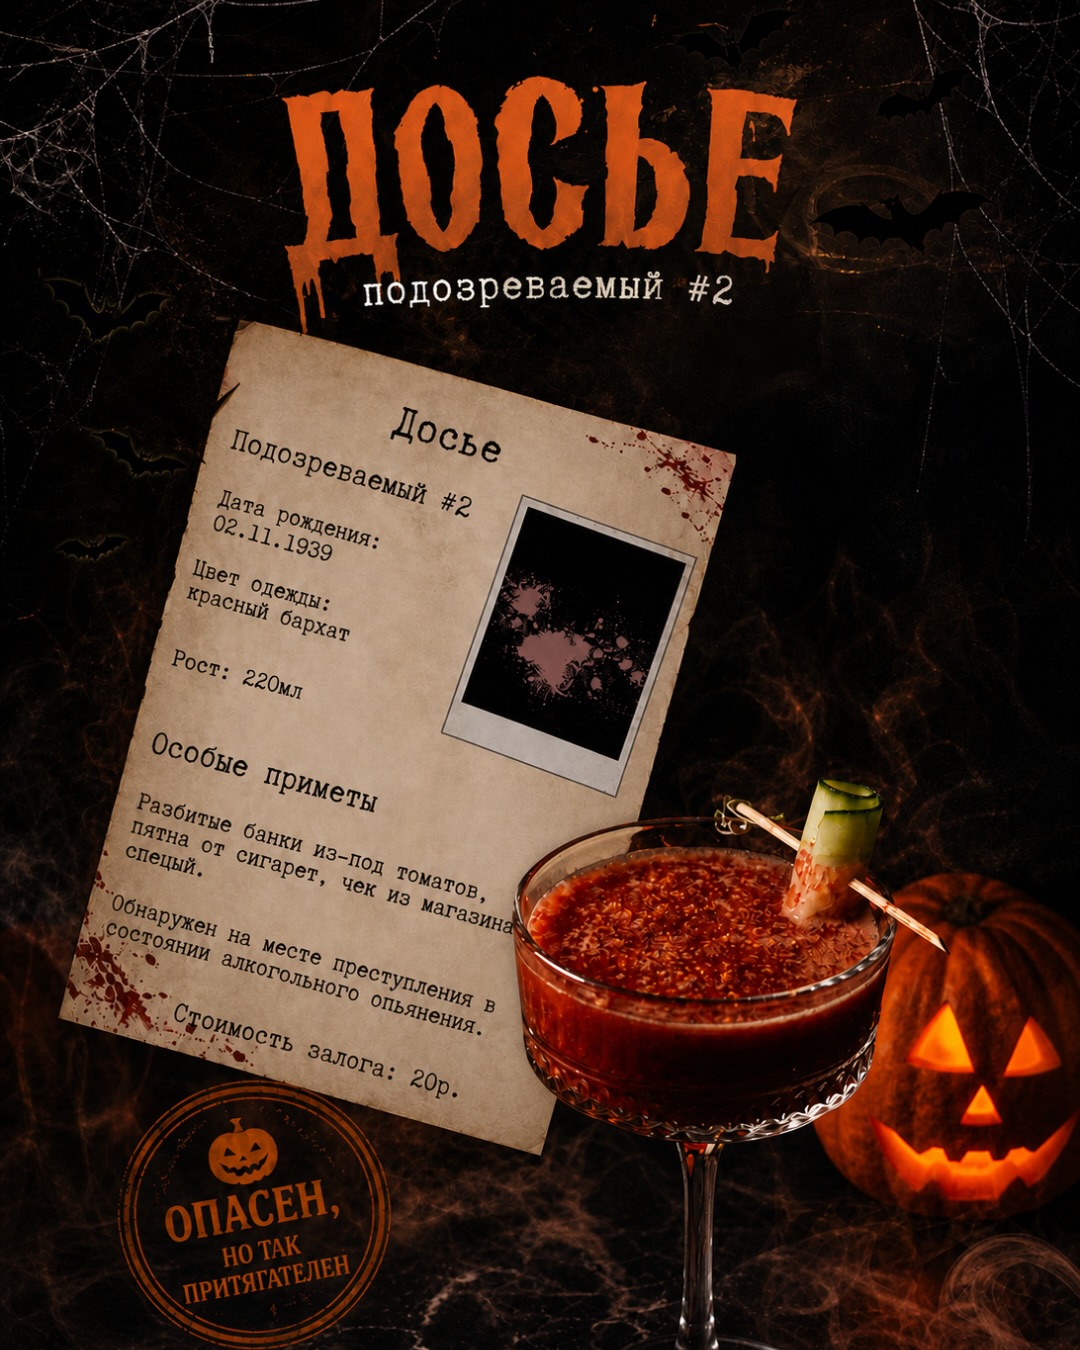 ДОСЬЕ
подозреваемый #2
Досье
Подозреваемый #2
Дата рождения:
02.11.1939
Цвет одежды:
красный бархат
Рост: 220мл
Особые приметы
Разбитые банки из-под томатов,
пятна от сигарет, чек из магазина
спецый.
Обнаружен на месте преступления в
состоянии алкогольного опьянения.
Стоимость залога: 20р.
ОПАСЕН,
НО ТАК
ПРИТЯГАТЕЛЕН